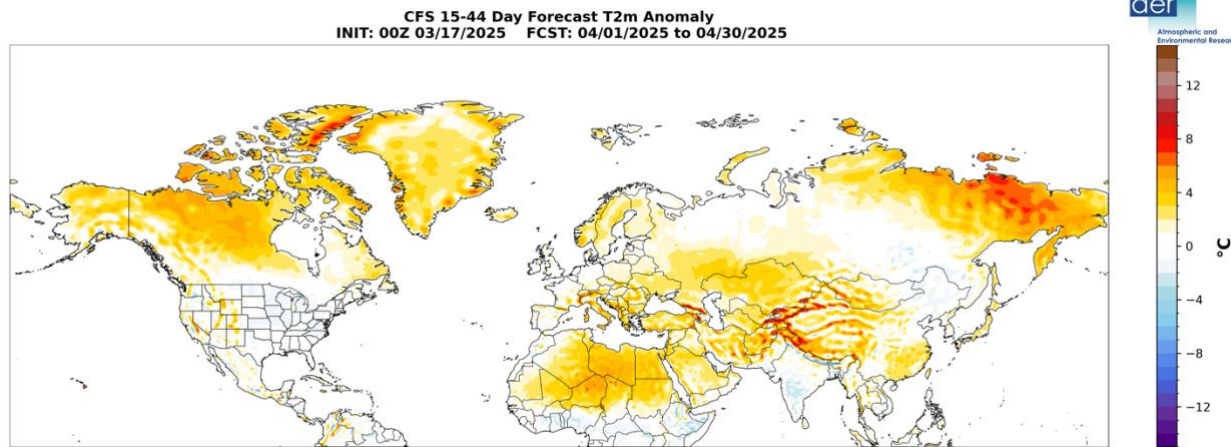 CFS 15-44 Day Forecast T2m Anomaly
INIT: 00Z 03/17/2025    FCST: 04/01/2025 to 04/30/2025
aer
Atmospheric and
Environmental Resear
12
8
4
0
−4
−8
−12
°C